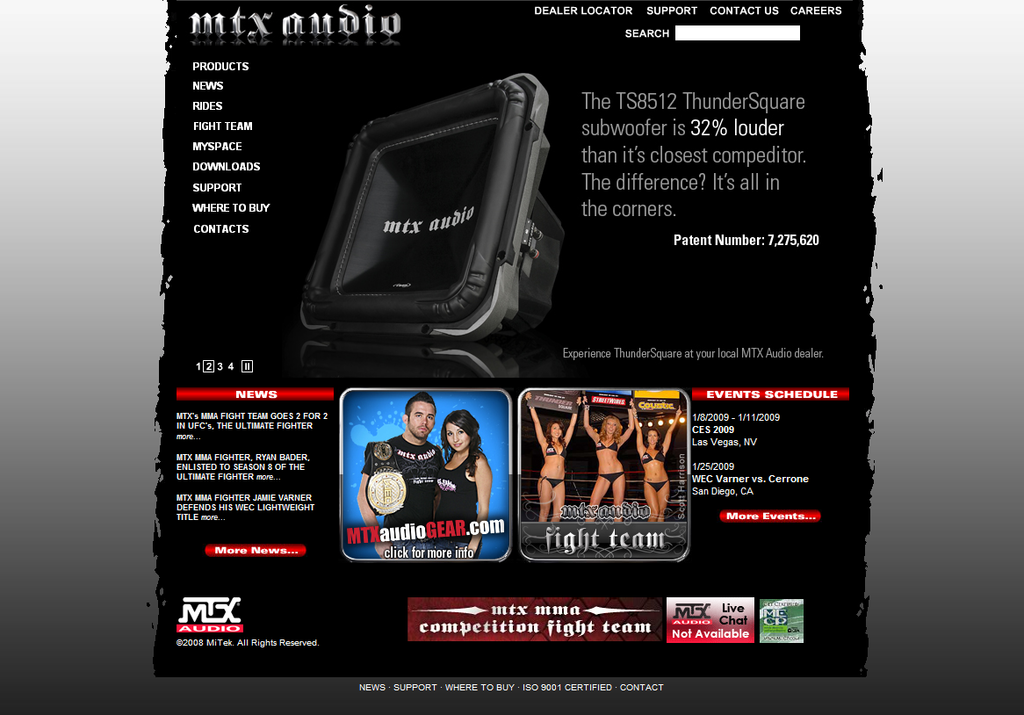 mtx audio
DEALER LOCATOR SUPPORT CONTACT US CAREERS
SEARCH
PRODUCTS
NEWS
RIDES
FIGHT TEAM
MYSPACE
DOWNLOADS
SUPPORT
WHERE TO BUY
CONTACTS
mtx audio
The TS8512 ThunderSquare
subwoofer is 32% louder
than it's closest compeditor.
The difference? It's all in
the corners.
Patent Number: 7,275,620
Experience ThunderSquare at your local MTX Audio dealer.
1 2 3 4
NEWS
MTX's MMA FIGHT TEAM GOES 2 FOR 2
IN UFC's, THE ULTIMATE FIGHTER
more...
MTX MMA FIGHTER, RYAN BADER,
ENLISTED TO SEASON 8 OF THE
ULTIMATE FIGHTER more...
MTX MMA FIGHTER JAMIE VARNER
DEFENDS HIS WEC LIGHTWEIGHT
TITLE more...
More News...
mtx audio
MTXaudioGEAR.com
click for more info
THUNDER
STREETWIRES
Coustic
Scott Harrison
mtx audio
fight team
EVENTS SCHEDULE
1/8/2009 - 1/11/2009
CES 2009
Las Vegas, NV
1/25/2009
WEC Varner vs. Cerrone
San Diego, CA
More Events...
MTX
AUDIO
©2008 MiTek. All Rights Reserved.
mtx mma
competition fight team
MTX
AUDIO
Live
Chat
Not Available
MECP
NEWS · SUPPORT · WHERE TO BUY · ISO 9001 CERTIFIED · CONTACT